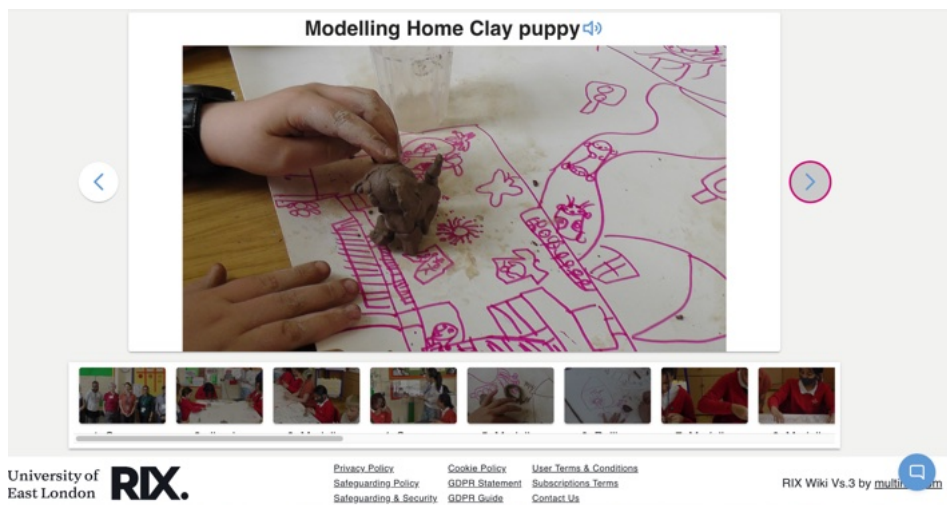 Modelling Home Clay puppy
University of
East London
RIX.
Privacy Policy
Safeguarding Policy
Safeguarding & Security
Cookie Policy
GDPR Statement
GDPR Guide
User Terms & Conditions
Subscriptions Terms
Contact Us
RIX Wiki Vs.3 by